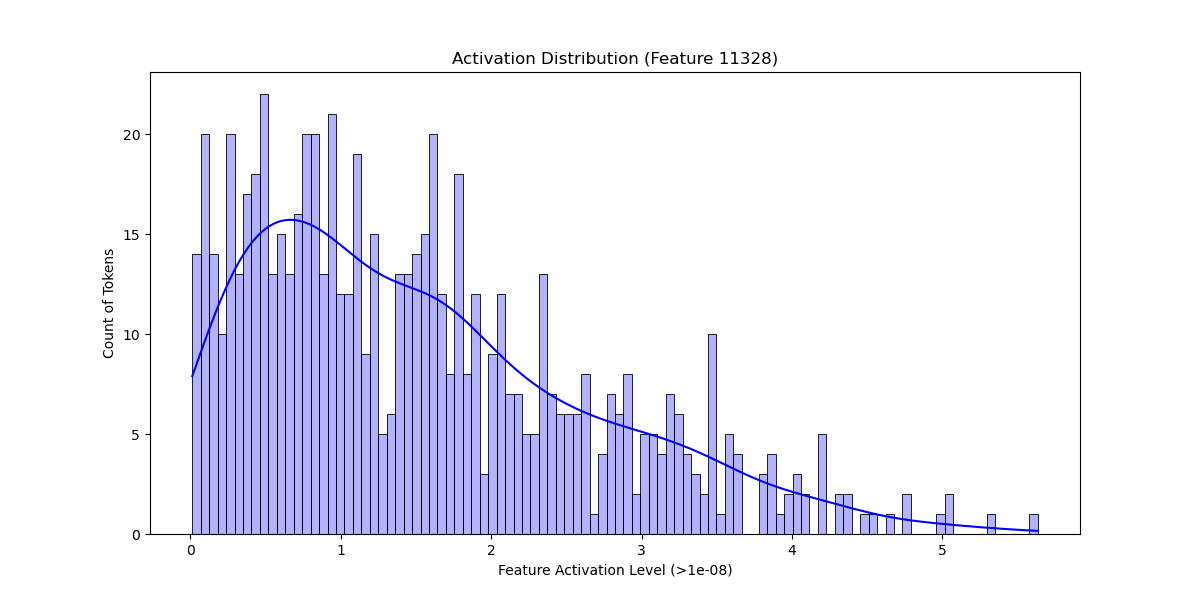 Activation Distribution (Feature 11328)
Count of Tokens
20
15
10
5
0
0 1 2 3 4 5
Feature Activation Level (>1e-08)